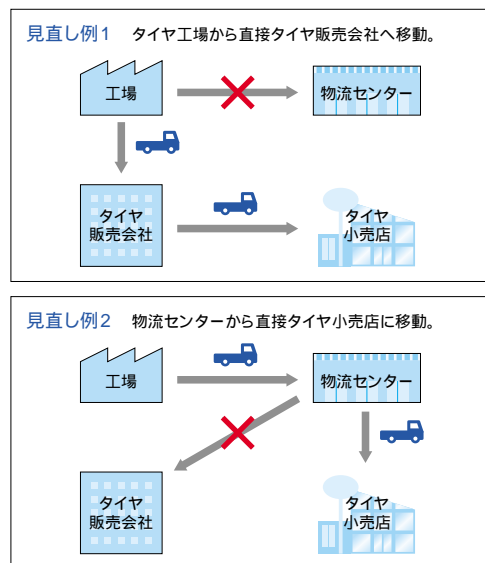 見直し例1 タイヤ工場から直接タイヤ販売会社へ移動。
工場
物流センター
タイヤ
販売会社
タイヤ
小売店
見直し例2 物流センターから直接タイヤ小売店に移動。
工場
物流センター
タイヤ
販売会社
タイヤ
小売店